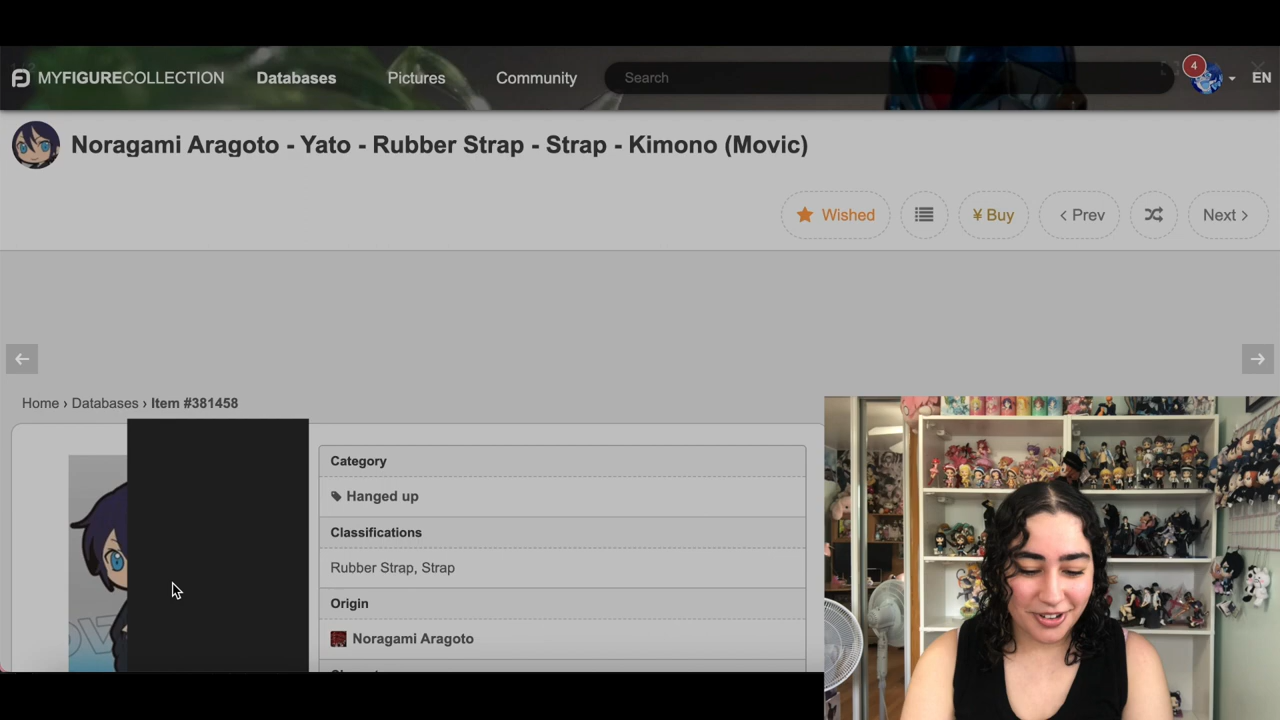 MYFIGURECOLLECTION Databases Pictures Community Search 4 EN
Noragami Aragoto - Yato - Rubber Strap - Strap - Kimono (Movic)
Wished ¥ Buy Prev Next
Home › Databases › Item #381458
Category
Hanged up
Classifications
Rubber Strap, Strap
Origin
Noragami Aragoto